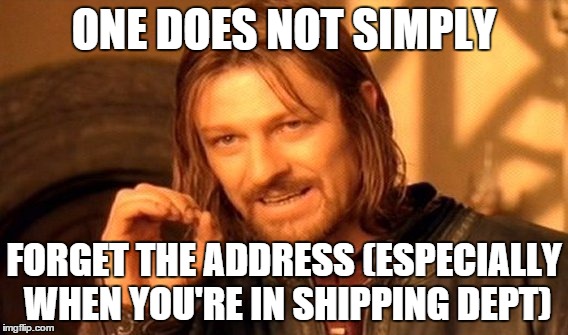 ONE DOES NOT SIMPLY
FORGET THE ADDRESS (ESPECIALLY
WHEN YOU'RE IN SHIPPING DEPT)
imgflip.com